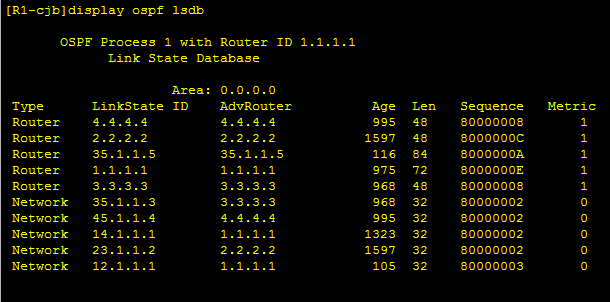 [R1-cjb]display ospf lsdb
OSPF Process 1 with Router ID 1.1.1.1
Link State Database
Area: 0.0.0.0
Type LinkState ID AdvRouter Age Len Sequence Metric
Router 4.4.4.4 4.4.4.4 995 48 80000008 1
Router 2.2.2.2 2.2.2.2 1597 48 8000000C 1
Router 35.1.1.5 35.1.1.5 116 84 8000000A 1
Router 1.1.1.1 1.1.1.1 975 72 8000000E 1
Router 3.3.3.3 3.3.3.3 968 48 80000008 1
Network 35.1.1.3 3.3.3.3 968 32 80000002 0
Network 45.1.1.4 4.4.4.4 995 32 80000002 0
Network 14.1.1.1 1.1.1.1 1323 32 80000002 0
Network 23.1.1.2 2.2.2.2 1597 32 80000002 0
Network 12.1.1.1 1.1.1.1 105 32 80000003 0